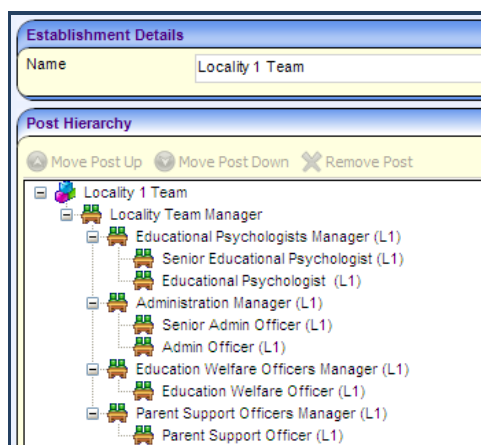 Establishment Details
Name Locality 1 Team
Post Hierarchy
Move Post Up Move Post Down Remove Post
Locality 1 Team
Locality Team Manager
Educational Psychologists Manager (L1)
Senior Educational Psychologist (L1)
Educational Psychologist (L1)
Administration Manager (L1)
Senior Admin Officer (L1)
Admin Officer (L1)
Education Welfare Officers Manager (L1)
Education Welfare Officer (L1)
Parent Support Officers Manager (L1)
Parent Support Officer (L1)